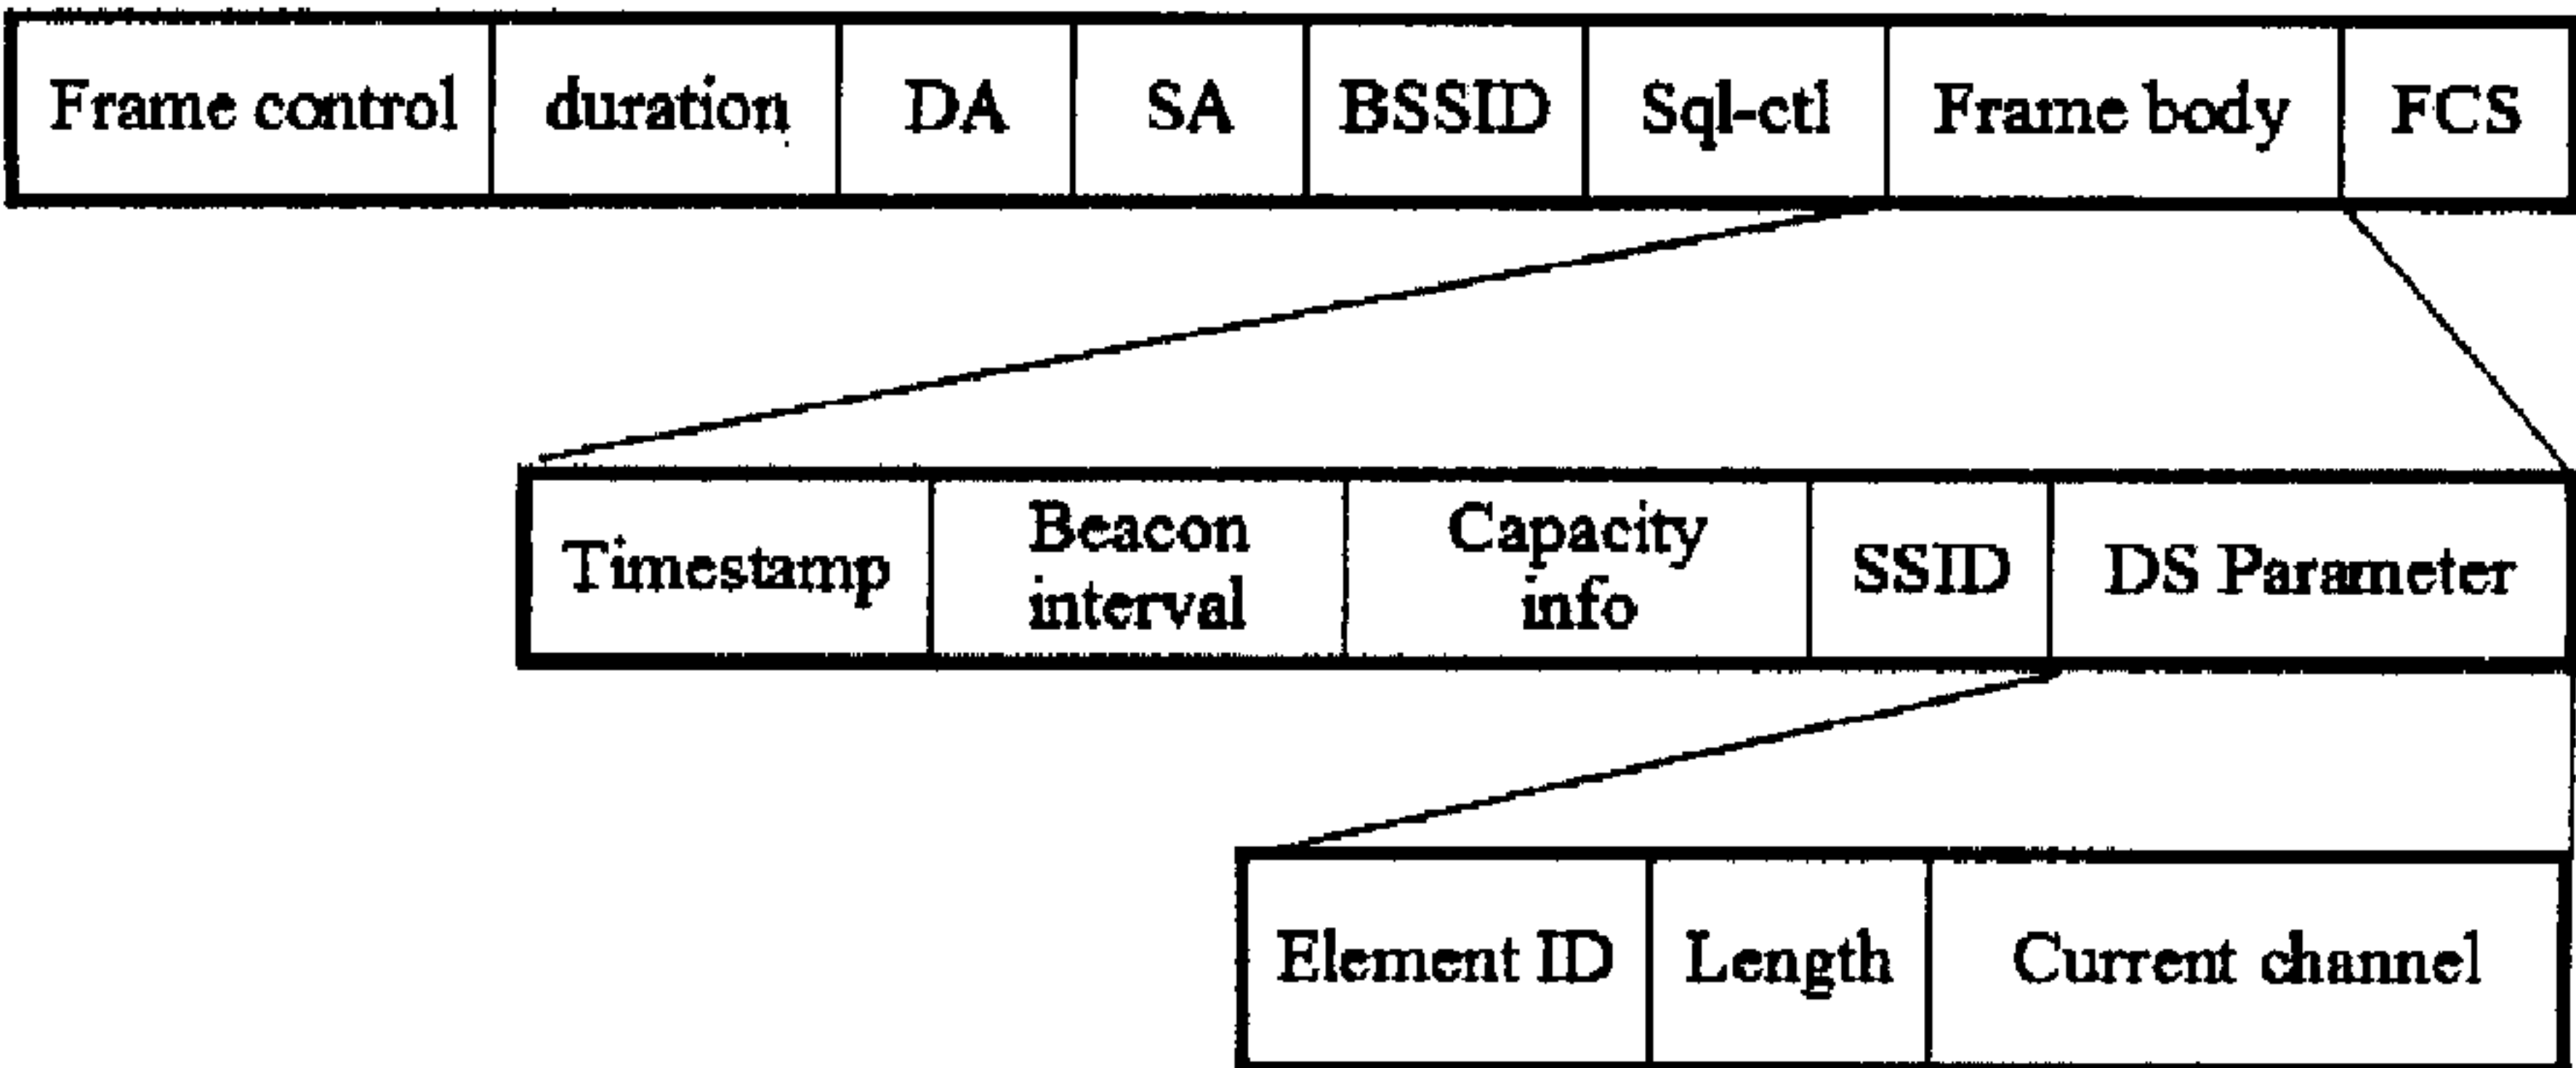 Frame control duration DA SA BSSID Sql-ctl Frame body FCS
Timestamp Beacon interval Capacity info SSID DS Parameter
Element ID Length Current channel